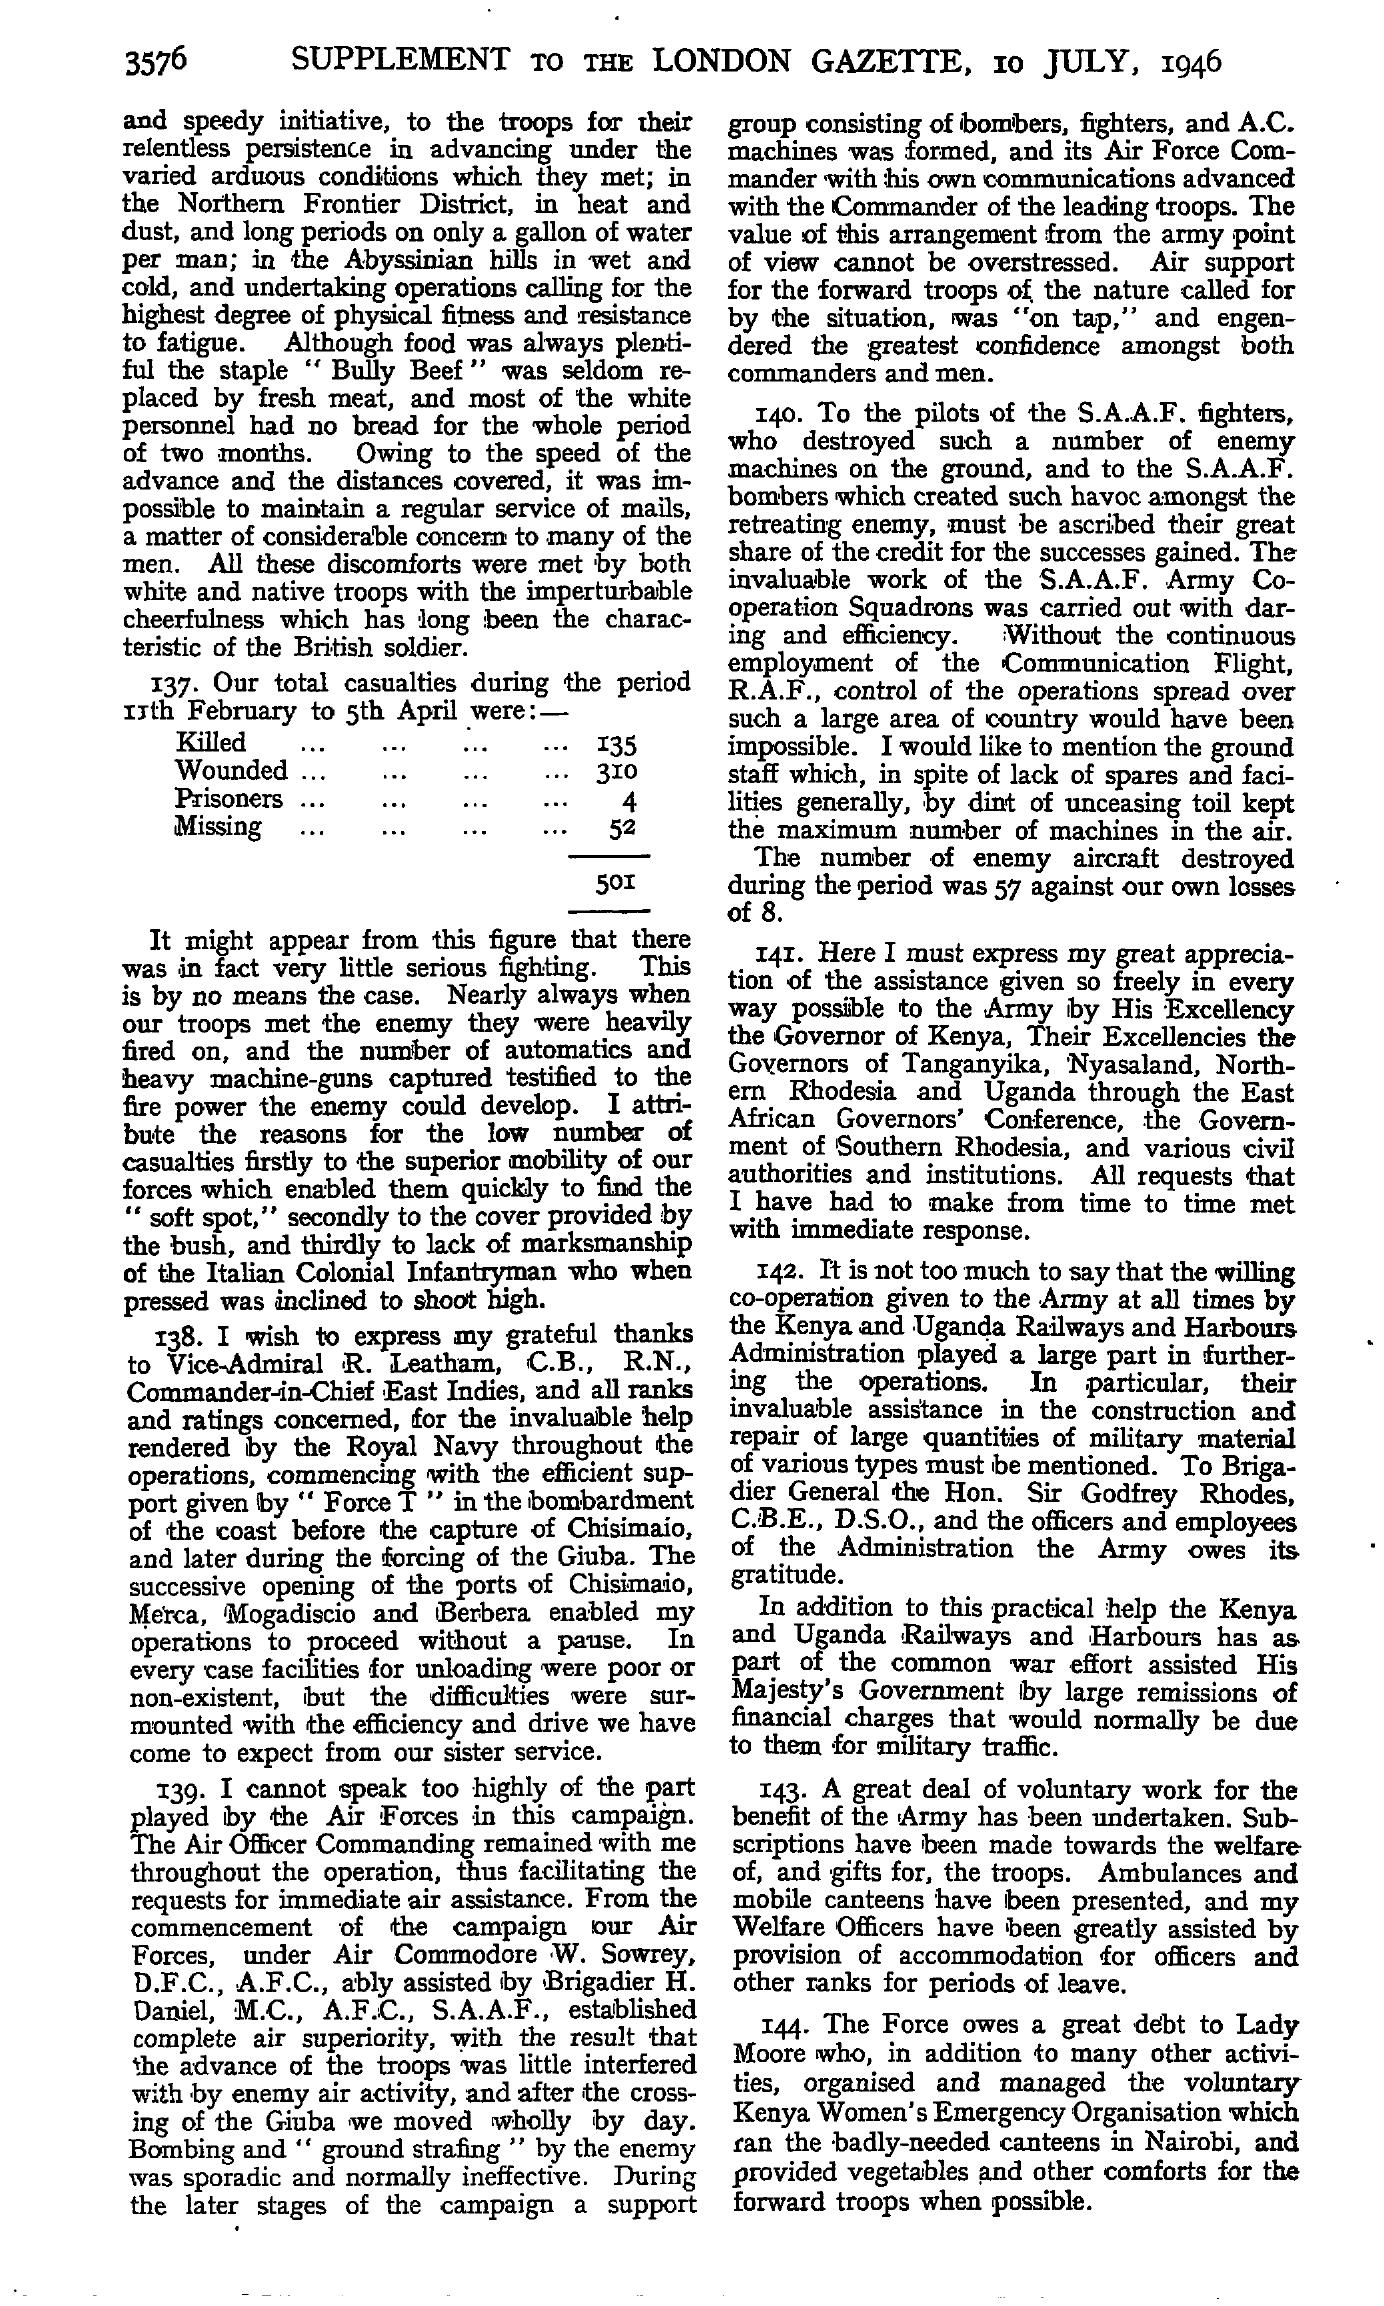 3576 SUPPLEMENT TO THE LONDON GAZETTE, 10 JULY, 1946
and speedy initiative, to the troops for their
relentless persistence in advancing under the
varied arduous conditions which they met; in
the Northern Frontier District, in heat and
dust, and long periods on only a gallon of water
per man; in the Abyssinian hills in wet and
cold, and undertaking operations calling for the
highest degree of physical fitness and resistance
to fatigue. Although food was always plenti-
ful the staple " Bully Beef " was seldom re-
placed by fresh meat, and most of the white
personnel had no bread for the whole period
of two months. Owing to the speed of the
advance and the distances covered, it was im-
possible to maintain a regular service of mails,
a matter of considerable concern to many of the
men. All these discomforts were met by both
white and native troops with the imperturbable
cheerfulness which has long been the charac-
teristic of the British soldier.
137. Our total casualties during the period
11th February to 5th April were:—
Killed ... ... ... ... 135
Wounded ... ... ... ... 310
Prisoners ... ... ... ... 4
Missing ... ... ... ... 52
501
It might appear from this figure that there
was in fact very little serious fighting. This
is by no means the case. Nearly always when
our troops met the enemy they were heavily
fired on, and the number of automatics and
heavy machine-guns captured testified to the
fire power the enemy could develop. I attri-
bute the reasons for the low number of
casualties firstly to the superior mobility of our
forces which enabled them quickly to find the
" soft spot," secondly to the cover provided by
the bush, and thirdly to lack of marksmanship
of the Italian Colonial Infantryman who when
pressed was inclined to shoot high.
138. I wish to express my grateful thanks
to Vice-Admiral R. Leatham, C.B., R.N.,
Commander-in-Chief East Indies, and all ranks
and ratings concerned, for the invaluable help
rendered by the Royal Navy throughout the
operations, commencing with the efficient sup-
port given by " Force T " in the bombardment
of the coast before the capture of Chisimaio,
and later during the forcing of the Giuba. The
successive opening of the ports of Chisimaio,
Merca, Mogadiscio and Berbera enabled my
operations to proceed without a pause. In
every case facilities for unloading were poor or
non-existent, but the difficulties were sur-
mounted with the efficiency and drive we have
come to expect from our sister service.
139. I cannot speak too highly of the part
played by the Air Forces in this campaign.
The Air Officer Commanding remained with me
throughout the operation, thus facilitating the
requests for immediate air assistance. From the
commencement of the campaign our Air
Forces, under Air Commodore W. Sowrey,
D.F.C., A.F.C., ably assisted by Brigadier H.
Daniel, M.C., A.F.C., S.A.A.F., established
complete air superiority, with the result that
the advance of the troops was little interfered
with by enemy air activity, and after the cross-
ing of the Giuba we moved wholly by day.
Bombing and " ground strafing " by the enemy
was sporadic and normally ineffective. During
the later stages of the campaign a support
group consisting of bombers, fighters, and A.C.
machines was formed, and its Air Force Com-
mander with his own communications advanced
with the Commander of the leading troops. The
value of this arrangement from the army point
of view cannot be overstressed. Air support
for the forward troops of the nature called for
by the situation, was "on tap," and engen-
dered the greatest confidence amongst both
commanders and men.
140. To the pilots of the S.A.A.F. fighters,
who destroyed such a number of enemy
machines on the ground, and to the S.A.A.F.
bombers which created such havoc amongst the
retreating enemy, must be ascribed their great
share of the credit for the successes gained. The
invaluable work of the S.A.A.F. Army Co-
operation Squadrons was carried out with dar-
ing and efficiency. Without the continuous
employment of the Communication Flight,
R.A.F., control of the operations spread over
such a large area of country would have been
impossible. I would like to mention the ground
staff which, in spite of lack of spares and faci-
lities generally, by dint of unceasing toil kept
the maximum number of machines in the air.
The number of enemy aircraft destroyed
during the period was 57 against our own losses
of 8.
141. Here I must express my great apprecia-
tion of the assistance given so freely in every
way possible to the Army by His Excellency
the Governor of Kenya, Their Excellencies the
Governors of Tanganyika, Nyasaland, North-
ern Rhodesia and Uganda through the East
African Governors' Conference, the Govern-
ment of Southern Rhodesia, and various civil
authorities and institutions. All requests that
I have had to make from time to time met
with immediate response.
142. It is not too much to say that the willing
co-operation given to the Army at all times by
the Kenya and Uganda Railways and Harbours
Administration played a large part in further-
ing the operations. In particular, their
invaluable assistance in the construction and
repair of large quantities of military material
of various types must be mentioned. To Briga-
dier General the Hon. Sir Godfrey Rhodes,
C.B.E., D.S.O., and the officers and employees
of the Administration the Army owes its
gratitude.
In addition to this practical help the Kenya
and Uganda Railways and Harbours has as
part of the common war effort assisted His
Majesty's Government by large remissions of
financial charges that would normally be due
to them for military traffic.
143. A great deal of voluntary work for the
benefit of the Army has been undertaken. Sub-
scriptions have been made towards the welfare
of, and gifts for, the troops. Ambulances and
mobile canteens have been presented, and my
Welfare Officers have been greatly assisted by
provision of accommodation for officers and
other ranks for periods of leave.
144. The Force owes a great debt to Lady
Moore who, in addition to many other activi-
ties, organised and managed the voluntary
Kenya Women's Emergency Organisation which
ran the badly-needed canteens in Nairobi, and
provided vegetables and other comforts for the
forward troops when possible.